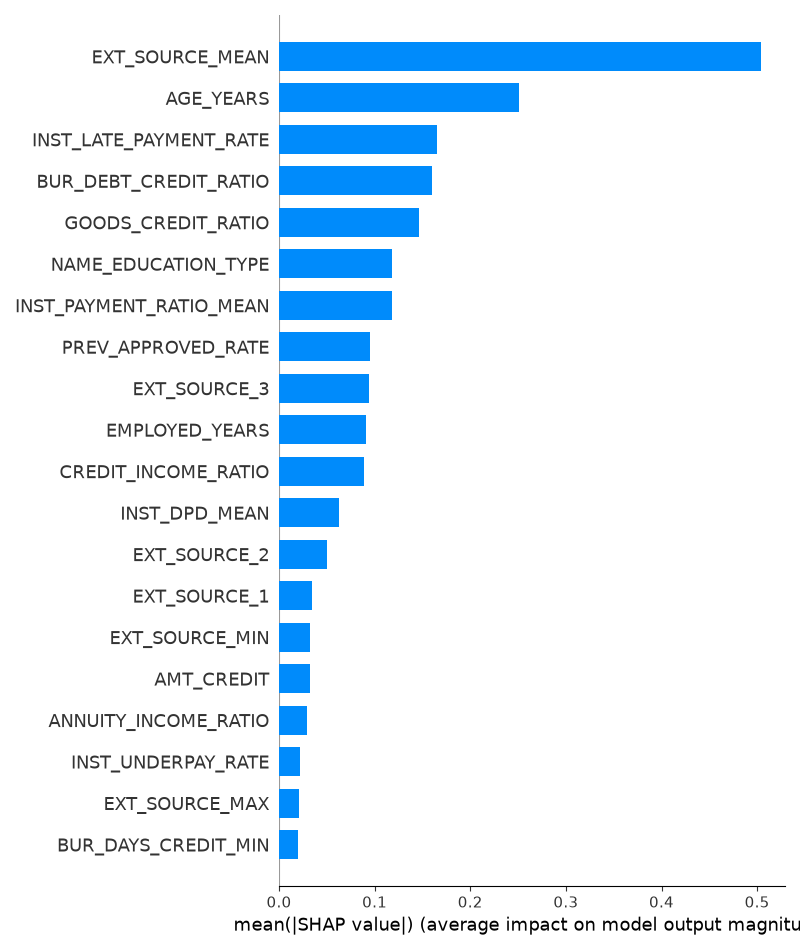 EXT_SOURCE_MEAN
AGE_YEARS
INST_LATE_PAYMENT_RATE
BUR_DEBT_CREDIT_RATIO
GOODS_CREDIT_RATIO
NAME_EDUCATION_TYPE
INST_PAYMENT_RATIO_MEAN
PREV_APPROVED_RATE
EXT_SOURCE_3
EMPLOYED_YEARS
CREDIT_INCOME_RATIO
INST_DPD_MEAN
EXT_SOURCE_2
EXT_SOURCE_1
EXT_SOURCE_MIN
AMT_CREDIT
ANNUITY_INCOME_RATIO
INST_UNDERPAY_RATE
EXT_SOURCE_MAX
BUR_DAYS_CREDIT_MIN
0.0 0.1 0.2 0.3 0.4 0.5
mean(|SHAP value|) (average impact on model output magnitu